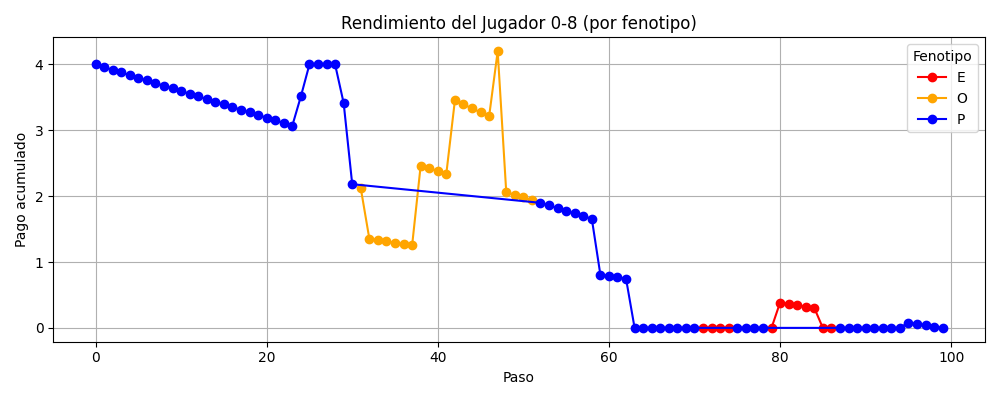 Rendimiento del Jugador 0-8 (por fenotipo)
Pago acumulado
4
3
2
1
0
Fenotipo
E
O
P
0 20 40 60 80 100
Paso